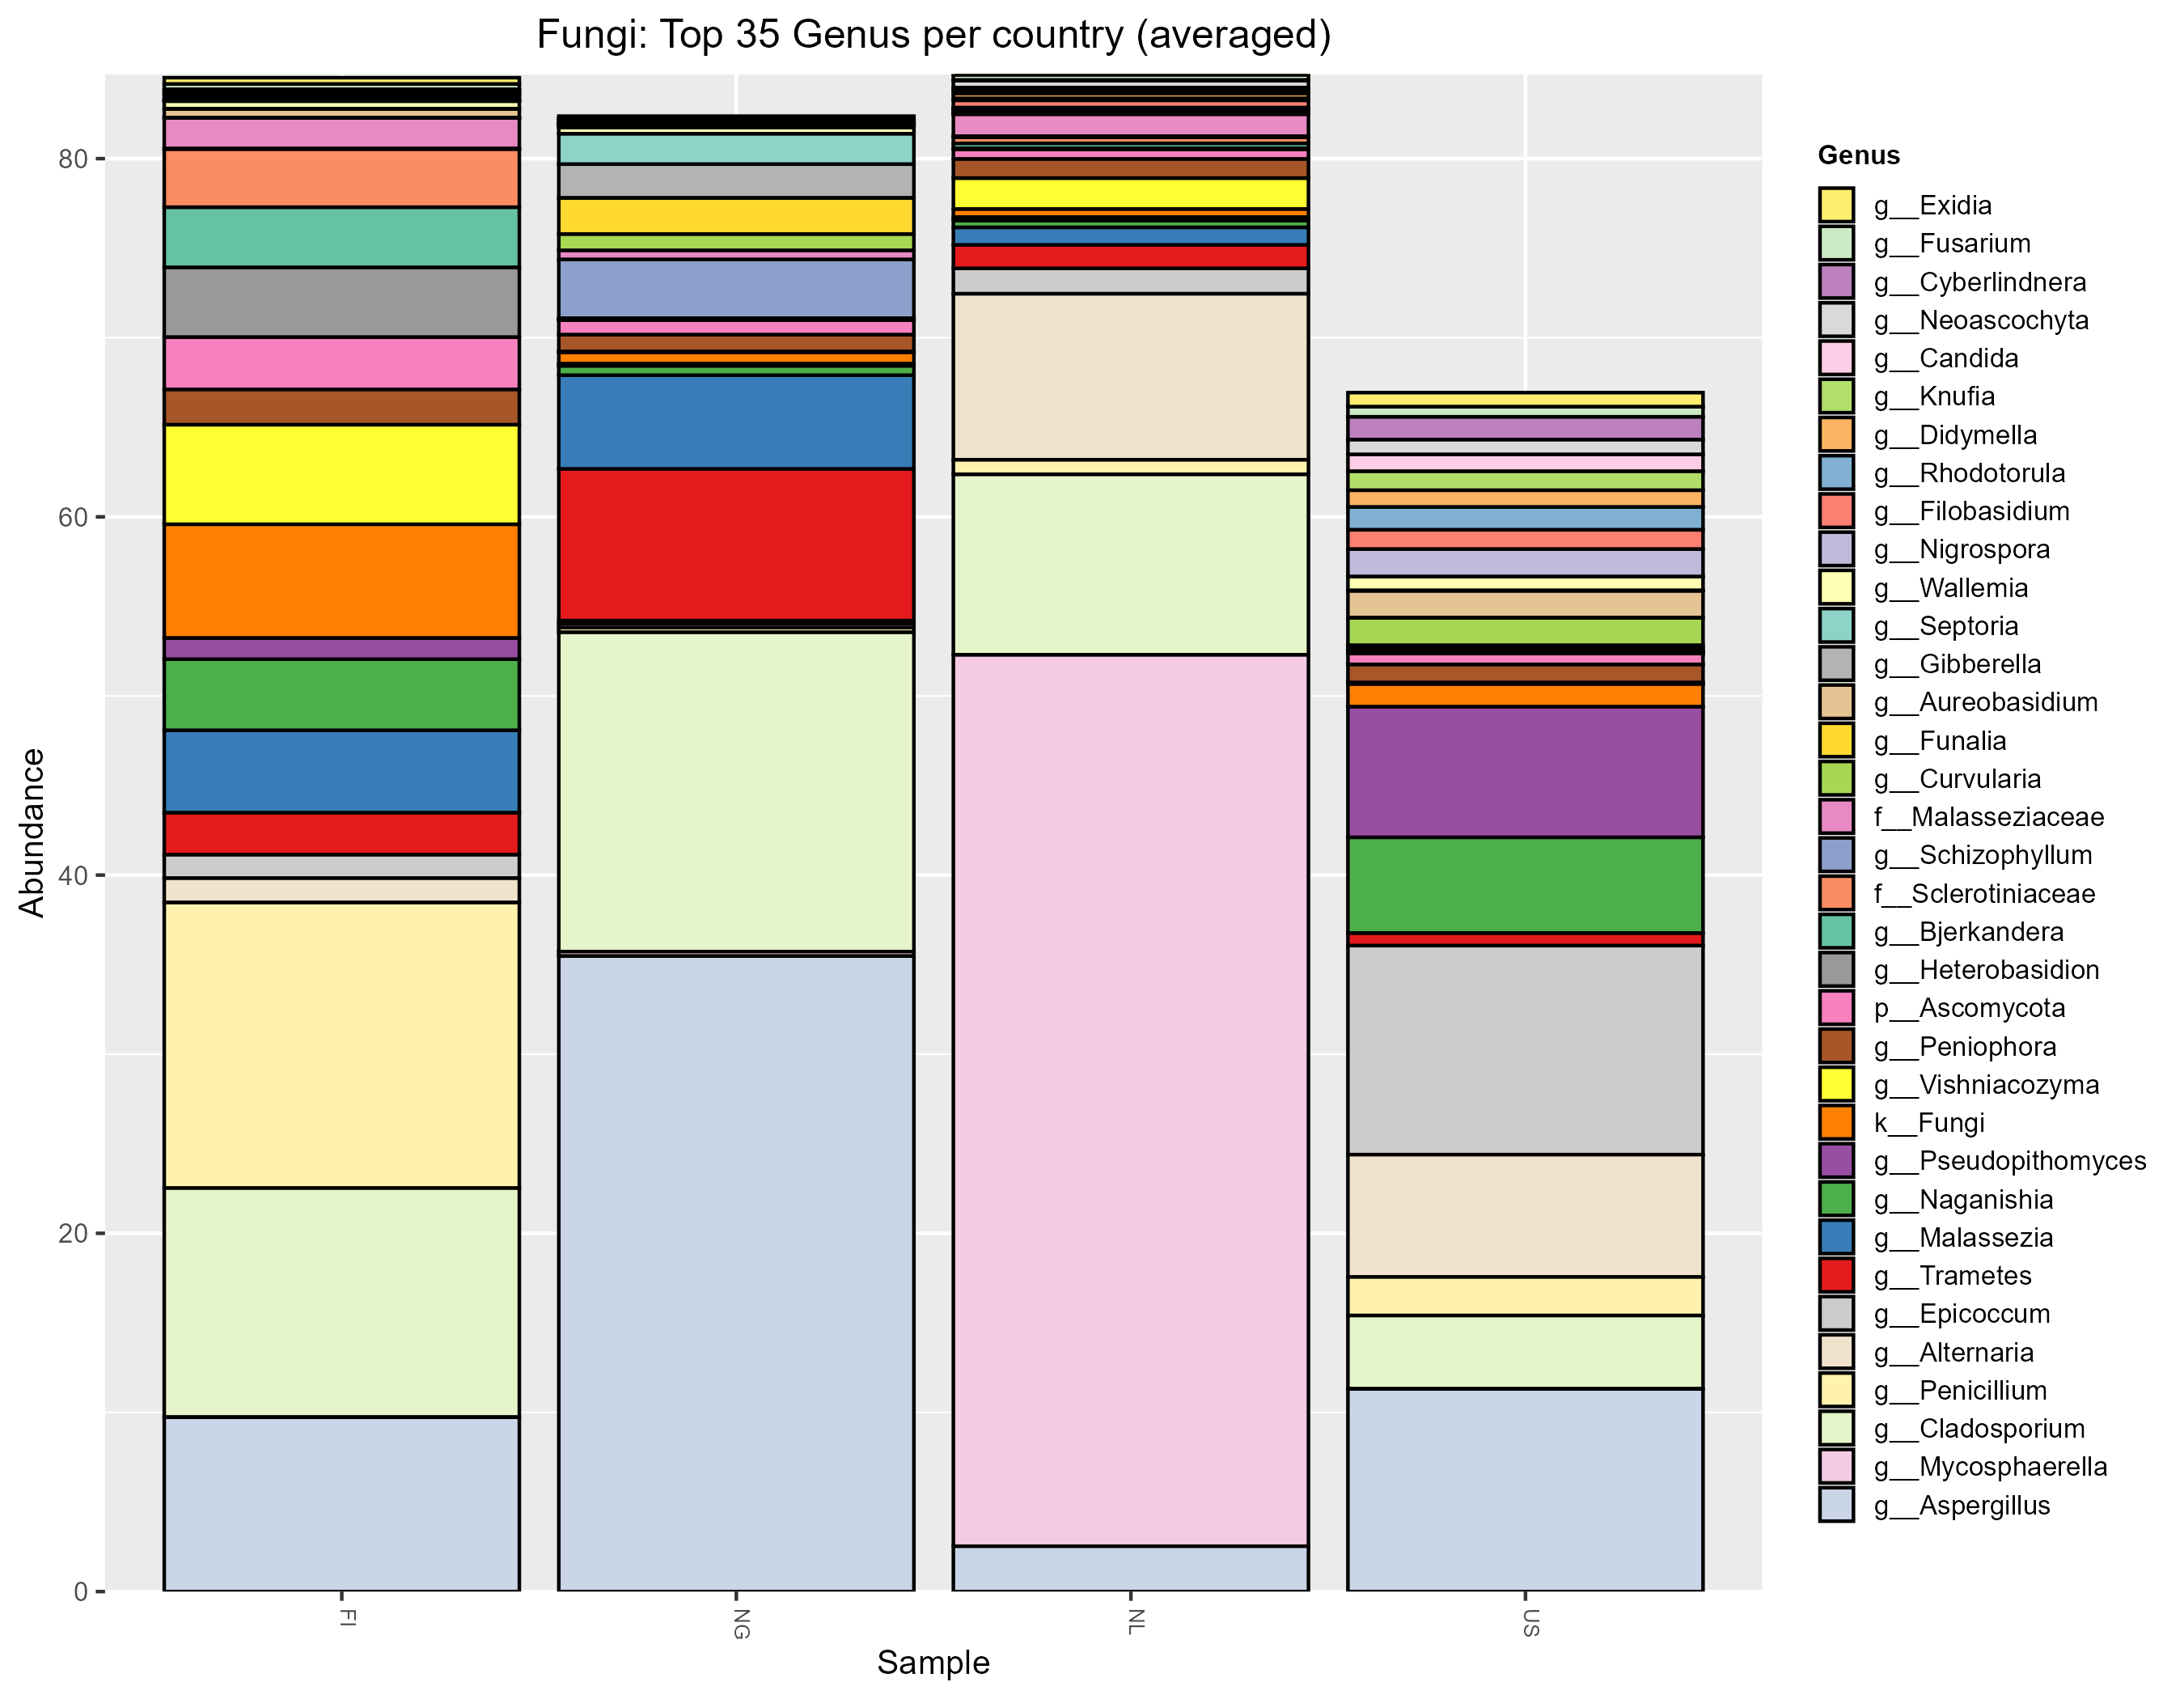 Fungi: Top 35 Genus per country (averaged)
80
60
40
20
0
Abundance
FI
NG
NL
US
Sample
Genus
g__Exidia
g__Fusarium
g__Cyberlindnera
g__Neoascochyta
g__Candida
g__Knufia
g__Didymella
g__Rhodotorula
g__Filobasidium
g__Nigrospora
g__Wallemia
g__Septoria
g__Gibberella
g__Aureobasidium
g__Funalia
g__Curvularia
f__Malasseziaceae
g__Schizophyllum
f__Sclerotiniaceae
g__Bjerkandera
g__Heterobasidion
p__Ascomycota
g__Peniophora
g__Vishniacozyma
k__Fungi
g__Pseudopithomyces
g__Naganishia
g__Malassezia
g__Trametes
g__Epicoccum
g__Alternaria
g__Penicillium
g__Cladosporium
g__Mycosphaerella
g__Aspergillus